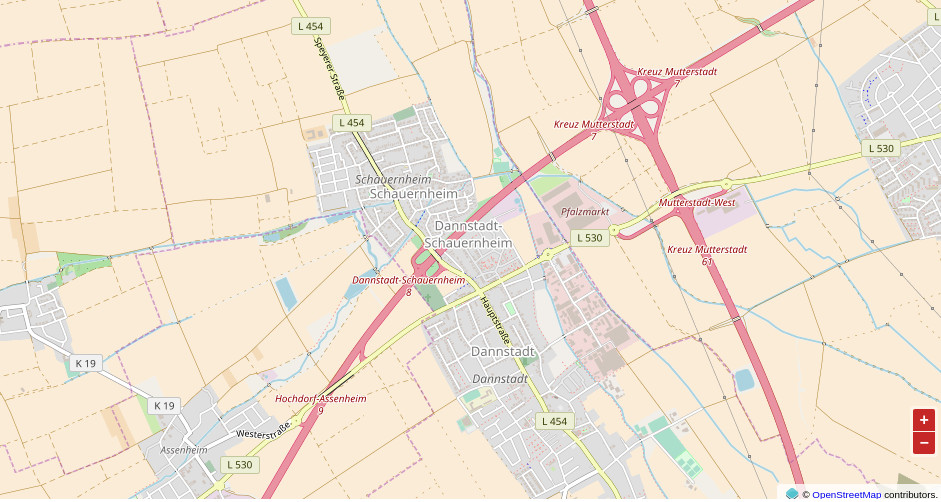 L 454
L
Speyerer Straße
Kreuz Mutterstadt
7
L 454
Kreuz Mutterstadt
7
L 530
Schauernheim
Schauernheim
Mutterstadt-West
Pfalzmarkt
Dannstadt-
Schauernheim
L 530
Kreuz Mutterstadt
61
Dannstadt-Schauernheim
8
Hauptstraße
Dannstadt
K 19
Dannstadt
Hochdorf-Assenheim
9
K 19
L 454
Westerstraße
Assenheim
L 530
+
−
© OpenStreetMap contributors.